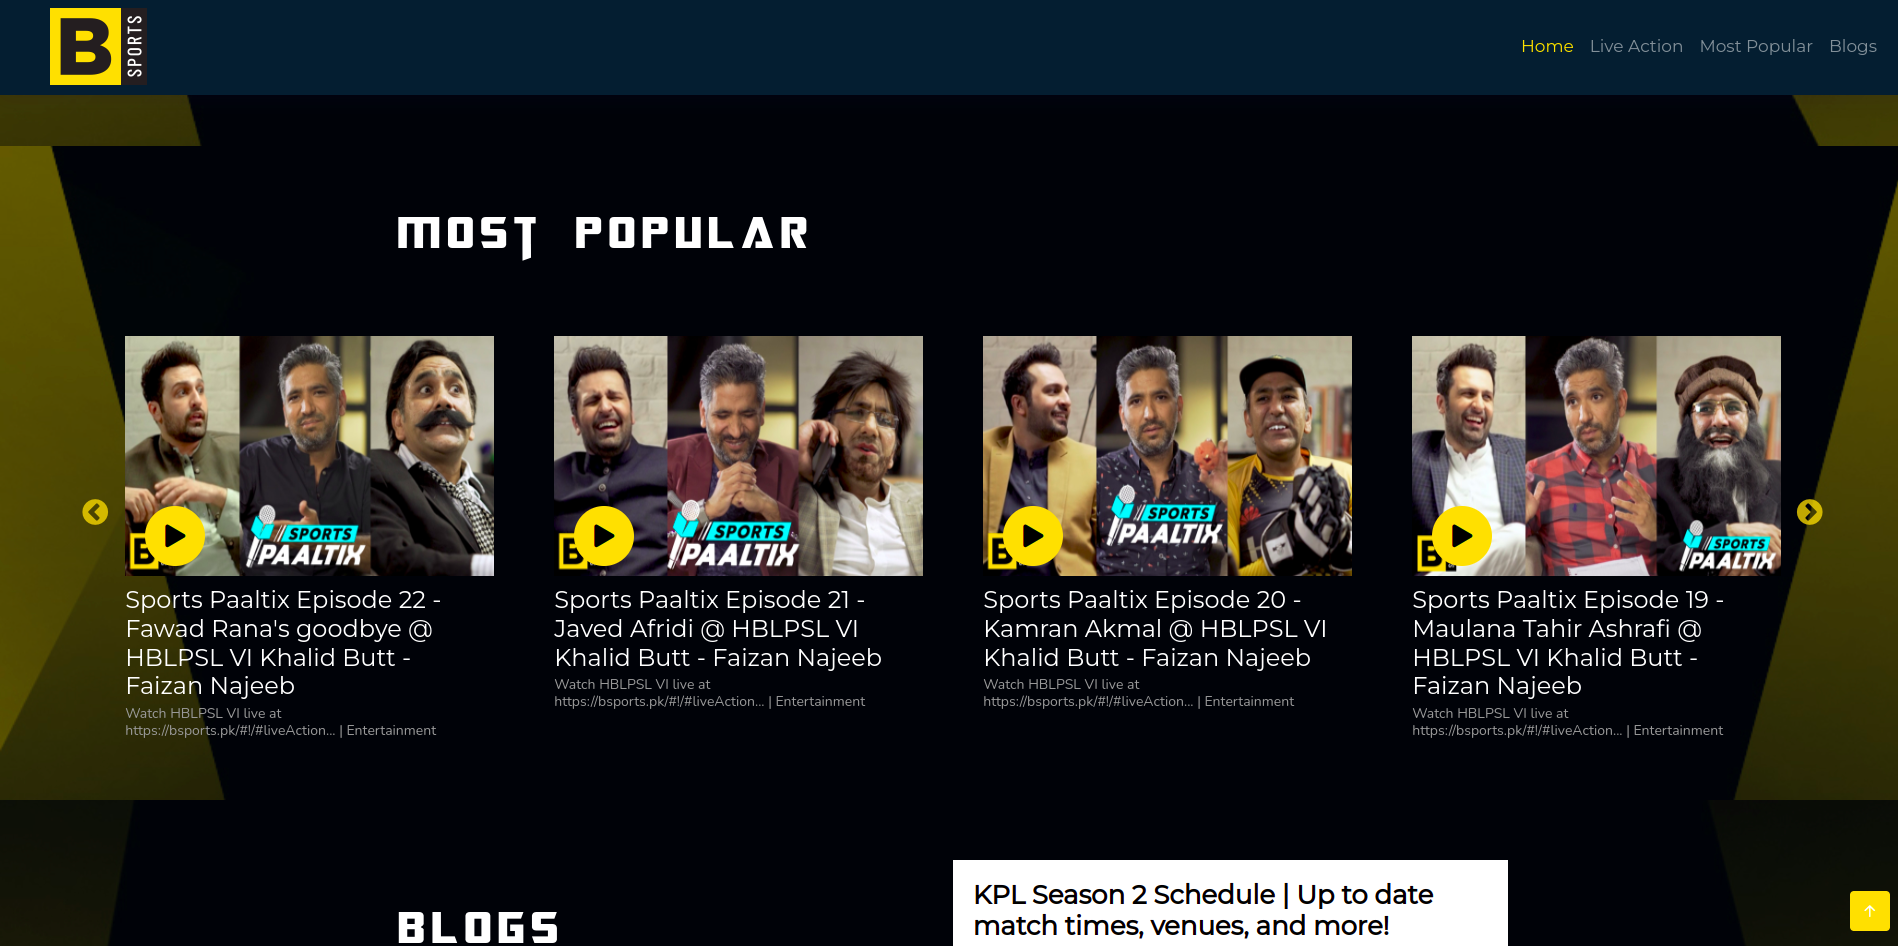 B SPORTS
Home Live Action Most Popular Blogs
MOST POPULAR
B SPORTS PAALTIX
Sports Paaltix Episode 22 -
Fawad Rana's goodbye @
HBLPSL VI Khalid Butt -
Faizan Najeeb
Watch HBLPSL VI live at
https://bsports.pk/#!/#liveAction... | Entertainment
B SPORTS PAALTIX
Sports Paaltix Episode 21 -
Javed Afridi @ HBLPSL VI
Khalid Butt - Faizan Najeeb
Watch HBLPSL VI live at
https://bsports.pk/#!/#liveAction... | Entertainment
B SPORTS PAALTIX
Sports Paaltix Episode 20 -
Kamran Akmal @ HBLPSL VI
Khalid Butt - Faizan Najeeb
Watch HBLPSL VI live at
https://bsports.pk/#!/#liveAction... | Entertainment
B SPORTS PAALTIX
Sports Paaltix Episode 19 -
Maulana Tahir Ashrafi @
HBLPSL VI Khalid Butt -
Faizan Najeeb
Watch HBLPSL VI live at
https://bsports.pk/#!/#liveAction... | Entertainment
BLOGS
KPL Season 2 Schedule | Up to date
match times, venues, and more!